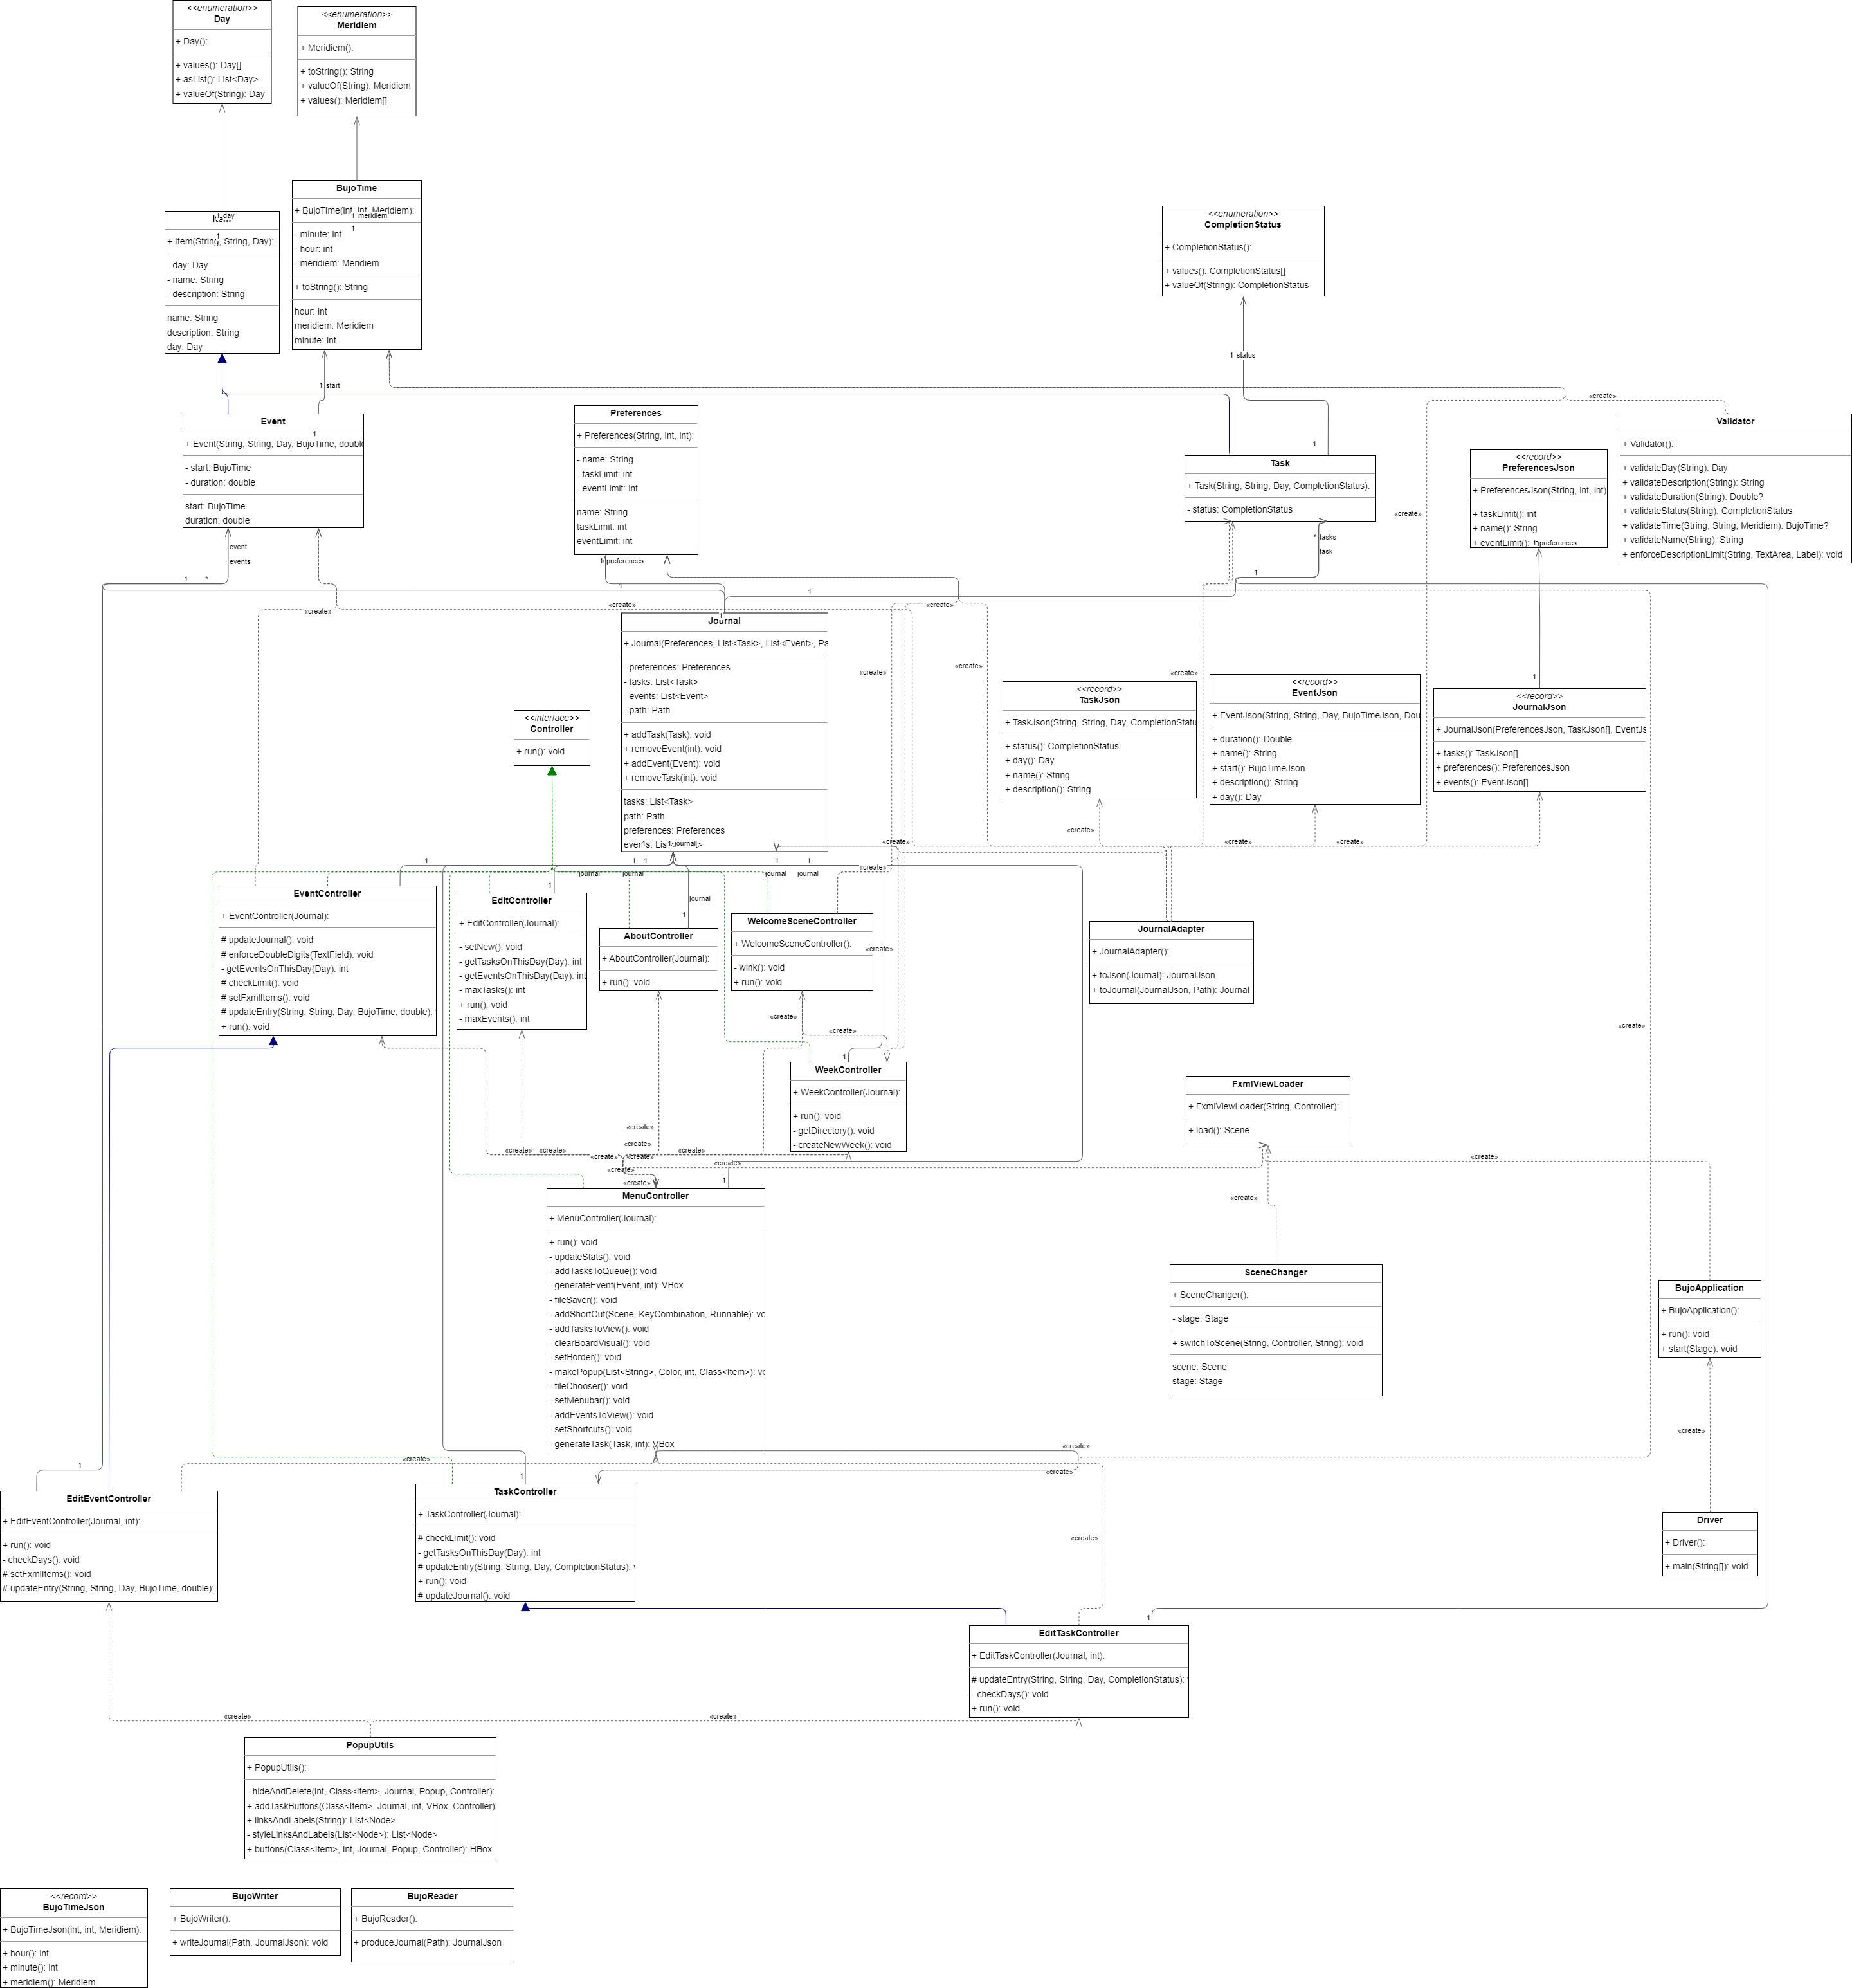 <<enumeration>>
Day
+ Day():
+ values(): Day[]
+ asList(): List<Day>
+ valueOf(String): Day
<<enumeration>>
Meridiem
+ Meridiem():
+ toString(): String
+ valueOf(String): Meridiem
+ values(): Meridiem[]
BujoTime
+ BujoTime(int, int, Meridiem):
1 meridiem
1
- minute: int
- hour: int
- meridiem: Meridiem
+ toString(): String
hour: int
meridiem: Meridiem
minute: int
1 day
1
+ Item(String, String, Day):
- day: Day
- name: String
- description: String
name: String
description: String
day: Day
<<enumeration>>
CompletionStatus
+ CompletionStatus():
+ values(): CompletionStatus[]
+ valueOf(String): CompletionStatus
1 status
1
1 start
1
Event
+ Event(String, String, Day, BujoTime, double
- start: BujoTime
- duration: double
start: BujoTime
duration: double
event
events
1
*
Preferences
+ Preferences(String, int, int):
- name: String
- taskLimit: int
- eventLimit: int
name: String
taskLimit: int
eventLimit: int
1 preferences
1
Task
+ Task(String, String, Day, CompletionStatus):
- status: CompletionStatus
* tasks
task
1
1
<<record>>
PreferencesJson
+ PreferencesJson(String, int, int)
+ taskLimit(): int
+ name(): String
+ eventLimit():
1 preferences
1
Validator
+ Validator():
+ validateDay(String): Day
+ validateDescription(String): String
+ validateDuration(String): Double?
+ validateStatus(String): CompletionStatus
+ validateTime(String, String, Meridiem): BujoTime?
+ validateName(String): String
+ enforceDescriptionLimit(String, TextArea, Label): void
«create»
«create»
«create»
«create»
«create»
«create»
«create»
«create»
Journal
1
+ Journal(Preferences, List<Task>, List<Event>, Pa
- preferences: Preferences
- tasks: List<Task>
- events: List<Event>
- path: Path
+ addTask(Task): void
+ removeEvent(int): void
+ addEvent(Event): void
+ removeTask(int): void
tasks: List<Task>
path: Path
preferences: Preferences
1 journal
<<interface>>
Controller
+ run(): void
<<record>>
TaskJson
+ TaskJson(String, String, Day, CompletionStatu
+ status(): CompletionStatus
+ day(): Day
+ name(): String
+ description(): String
<<record>>
EventJson
+ EventJson(String, String, Day, BujoTimeJson, Dou
+ duration(): Double
+ name(): String
+ start(): BujoTimeJson
+ description(): String
+ day(): Day
<<record>>
JournalJson
+ JournalJson(PreferencesJson, TaskJson[], EventJs
+ tasks(): TaskJson[]
+ preferences(): PreferencesJson
+ events(): EventJson[]
«create»
«create»
«create»
«create»
1
1
1
1
1
journal
journal
journal
journal
journal
«create»
«create»
EventController
+ EventController(Journal):
# updateJournal(): void
# enforceDoubleDigits(TextField): void
- getEventsOnThisDay(Day): int
# checkLimit(): void
# setFxmlItems(): void
# updateEntry(String, String, Day, BujoTime, double):
+ run(): void
1
EditController
+ EditController(Journal):
- setNew(): void
- getTasksOnThisDay(Day): int
- getEventsOnThisDay(Day): int
- maxTasks(): int
+ run(): void
- maxEvents(): int
1
AboutController
+ AboutController(Journal):
+ run(): void
WelcomeSceneController
+ WelcomeSceneController():
- wink(): void
+ run(): void
JournalAdapter
+ JournalAdapter():
+ toJson(Journal): JournalJson
+ toJournal(JournalJson, Path): Journal
«create»
«create»
«create»
1
WeekController
+ WeekController(Journal):
+ run(): void
- getDirectory(): void
- createNewWeek(): void
FxmlViewLoader
+ FxmlViewLoader(String, Controller):
+ load(): Scene
«create»
«create»
«create»
«create»
«create»
«create»
«create»
«create»
«create»
«create»
«create»
«create»
1
MenuController
+ MenuController(Journal):
+ run(): void
- updateStats(): void
- addTasksToQueue(): void
- generateEvent(Event, int): VBox
- fileSaver(): void
- addShortCut(Scene, KeyCombination, Runnable): vo
- addTasksToView(): void
- clearBoardVisual(): void
- setBorder(): void
- makePopup(List<String>, Color, int, Class<Item>): vo
- fileChooser(): void
- setMenubar(): void
- addEventsToView(): void
- setShortcuts(): void
- generateTask(Task, int): VBox
SceneChanger
+ SceneChanger():
- stage: Stage
+ switchToScene(String, Controller, String): void
scene: Scene
stage: Stage
BujoApplication
+ BujoApplication():
+ run(): void
+ start(Stage): void
«create»
Driver
+ Driver():
+ main(String[]): void
«create»
«create»
«create»
«create»
1
EditEventController
+ EditEventController(Journal, int):
+ run(): void
- checkDays(): void
# setFxmlItems(): void
# updateEntry(String, String, Day, BujoTime, double):
1
TaskController
+ TaskController(Journal):
# checkLimit(): void
- getTasksOnThisDay(Day): int
# updateEntry(String, String, Day, CompletionStatus):
+ run(): void
# updateJournal(): void
1
EditTaskController
+ EditTaskController(Journal, int):
# updateEntry(String, String, Day, CompletionStatus):
- checkDays(): void
+ run(): void
«create»
«create»
PopupUtils
+ PopupUtils():
- hideAndDelete(int, Class<Item>, Journal, Popup, Controller):
+ addTaskButtons(Class<Item>, Journal, int, VBox, Controller)
+ linksAndLabels(String): List<Node>
- styleLinksAndLabels(List<Node>): List<Node>
+ buttons(Class<Item>, int, Journal, Popup, Controller): HBox
<<record>>
BujoTimeJson
+ BujoTimeJson(int, int, Meridiem):
+ hour(): int
+ minute(): int
+ meridiem(): Meridiem
BujoWriter
+ BujoWriter():
+ writeJournal(Path, JournalJson): void
BujoReader
+ BujoReader():
+ produceJournal(Path): JournalJson